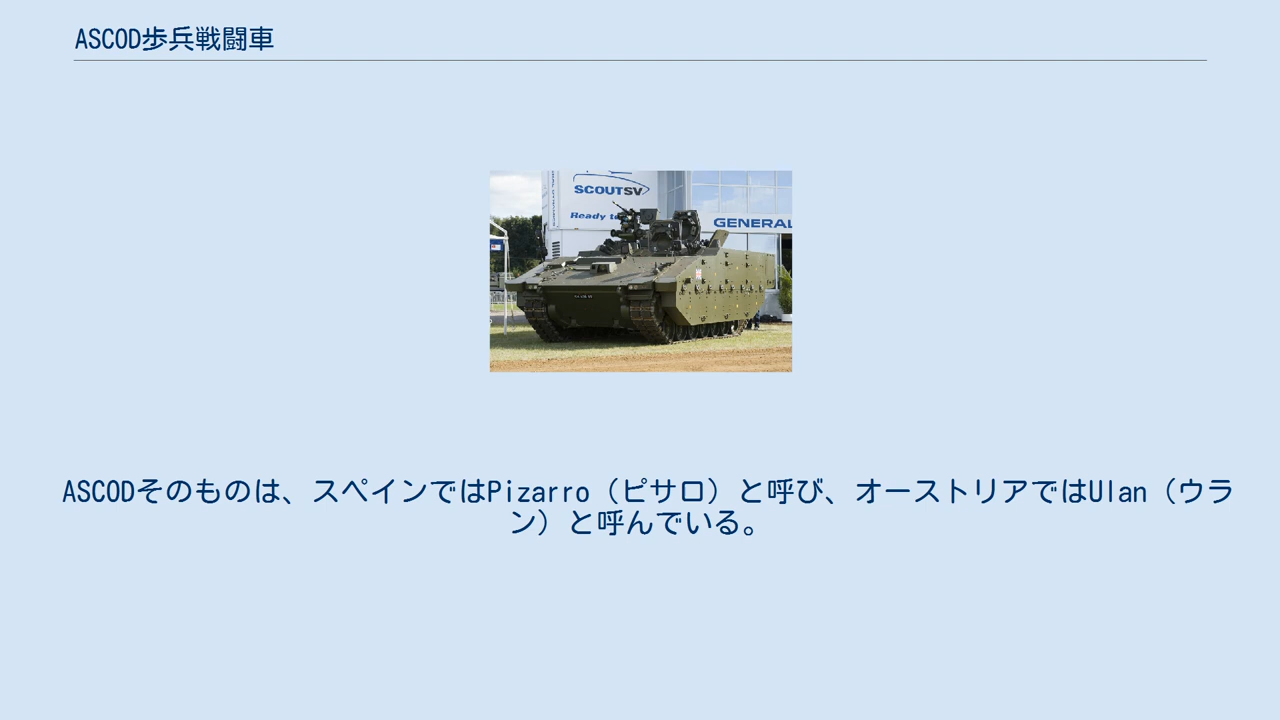 ASCOD歩兵戦闘車
SCOUTSV
Ready to
GENERAL
ASCODそのものは、スペインではPizarro（ピサロ）と呼び、オーストリアではUlan（ウラ
ン）と呼んでいる。